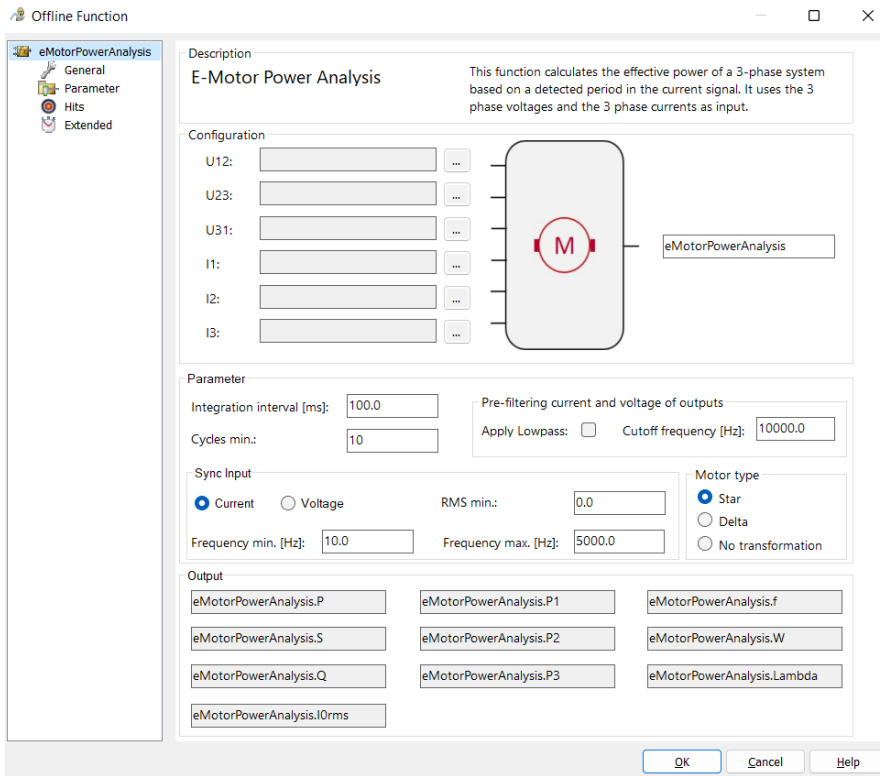 Offline Function
eMotorPowerAnalysis
General
Parameter
Hits
Extended
Description
E-Motor Power Analysis
This function calculates the effective power of a 3-phase system
based on a detected period in the current signal. It uses the 3
phase voltages and the 3 phase currents as input.
Configuration
U12: ...
U23: ...
U31: ...
I1: ...
I2: ...
I3: ...
M
eMotorPowerAnalysis
Parameter
Integration interval [ms]: 100.0
Cycles min.: 10
Pre-filtering current and voltage of outputs
Apply Lowpass: Cutoff frequency [Hz]: 10000.0
Sync Input
Current Voltage RMS min.: 0.0
Frequency min. [Hz]: 10.0 Frequency max. [Hz]: 5000.0
Motor type
Star
Delta
No transformation
Output
eMotorPowerAnalysis.P eMotorPowerAnalysis.P1 eMotorPowerAnalysis.f
eMotorPowerAnalysis.S eMotorPowerAnalysis.P2 eMotorPowerAnalysis.W
eMotorPowerAnalysis.Q eMotorPowerAnalysis.P3 eMotorPowerAnalysis.Lambda
eMotorPowerAnalysis.I0rms
OK Cancel Help